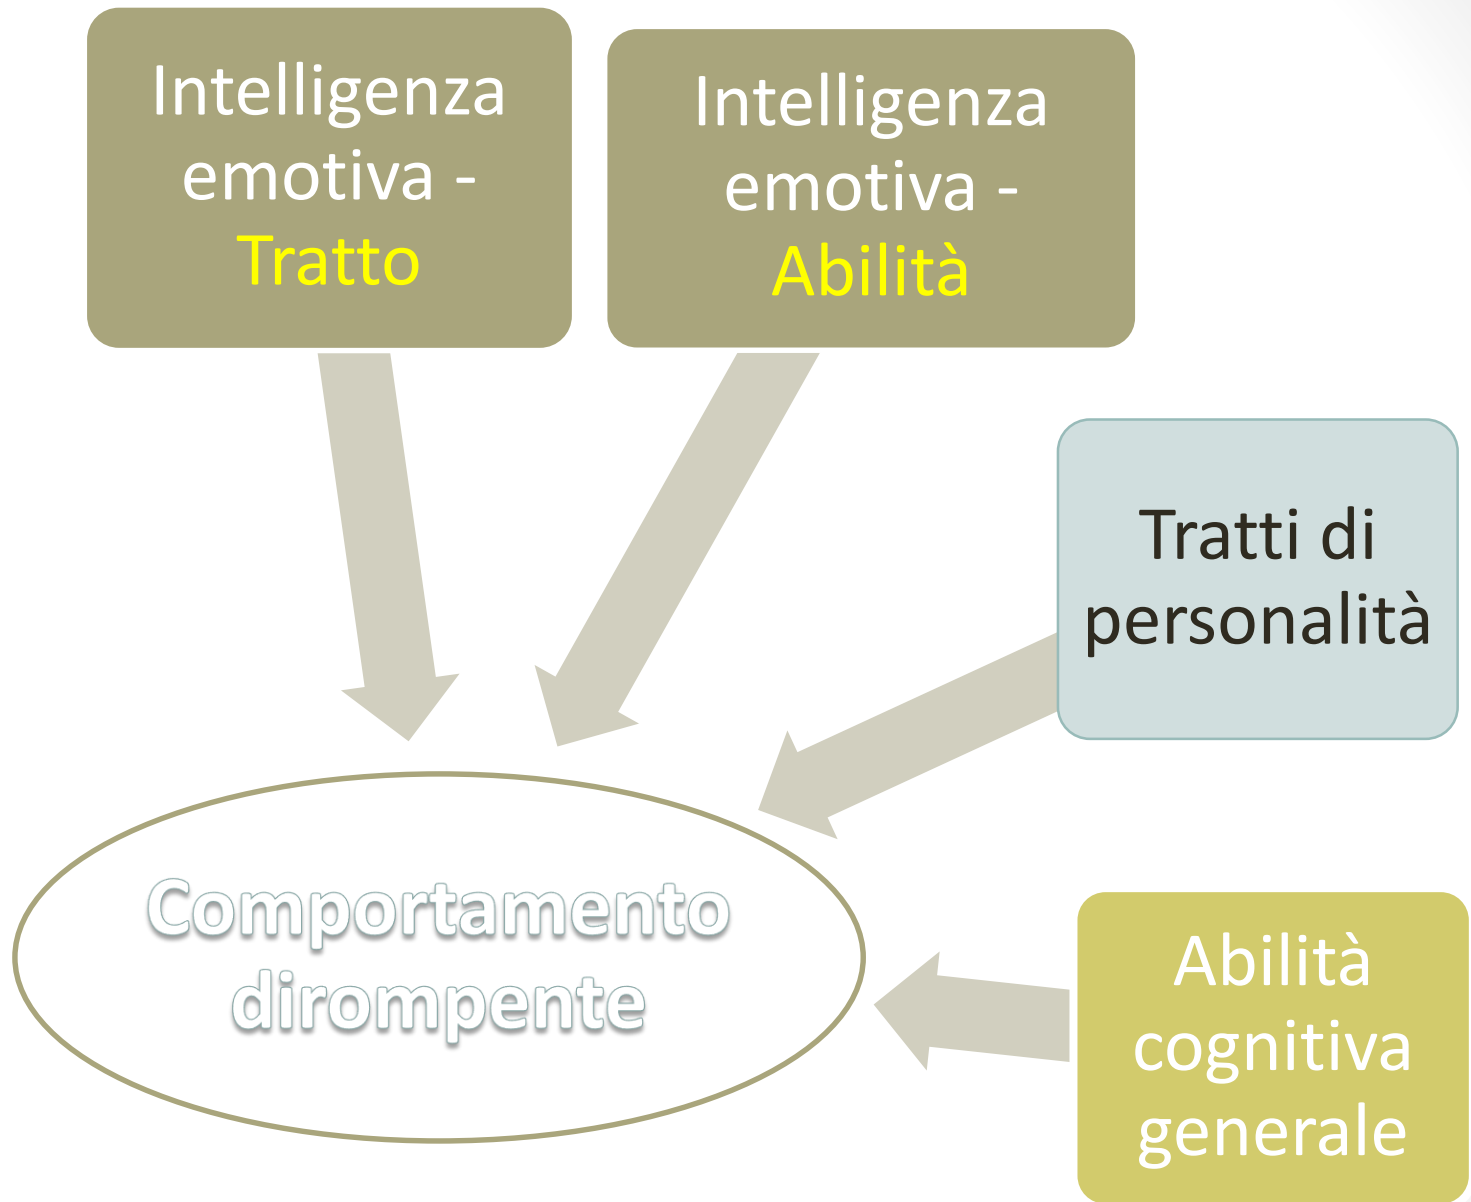 Intelligenza
emotiva -
Tratto
Intelligenza
emotiva -
Abilità
Tratti di
personalità
Comportamento
dirompente
Abilità
cognitiva
generale